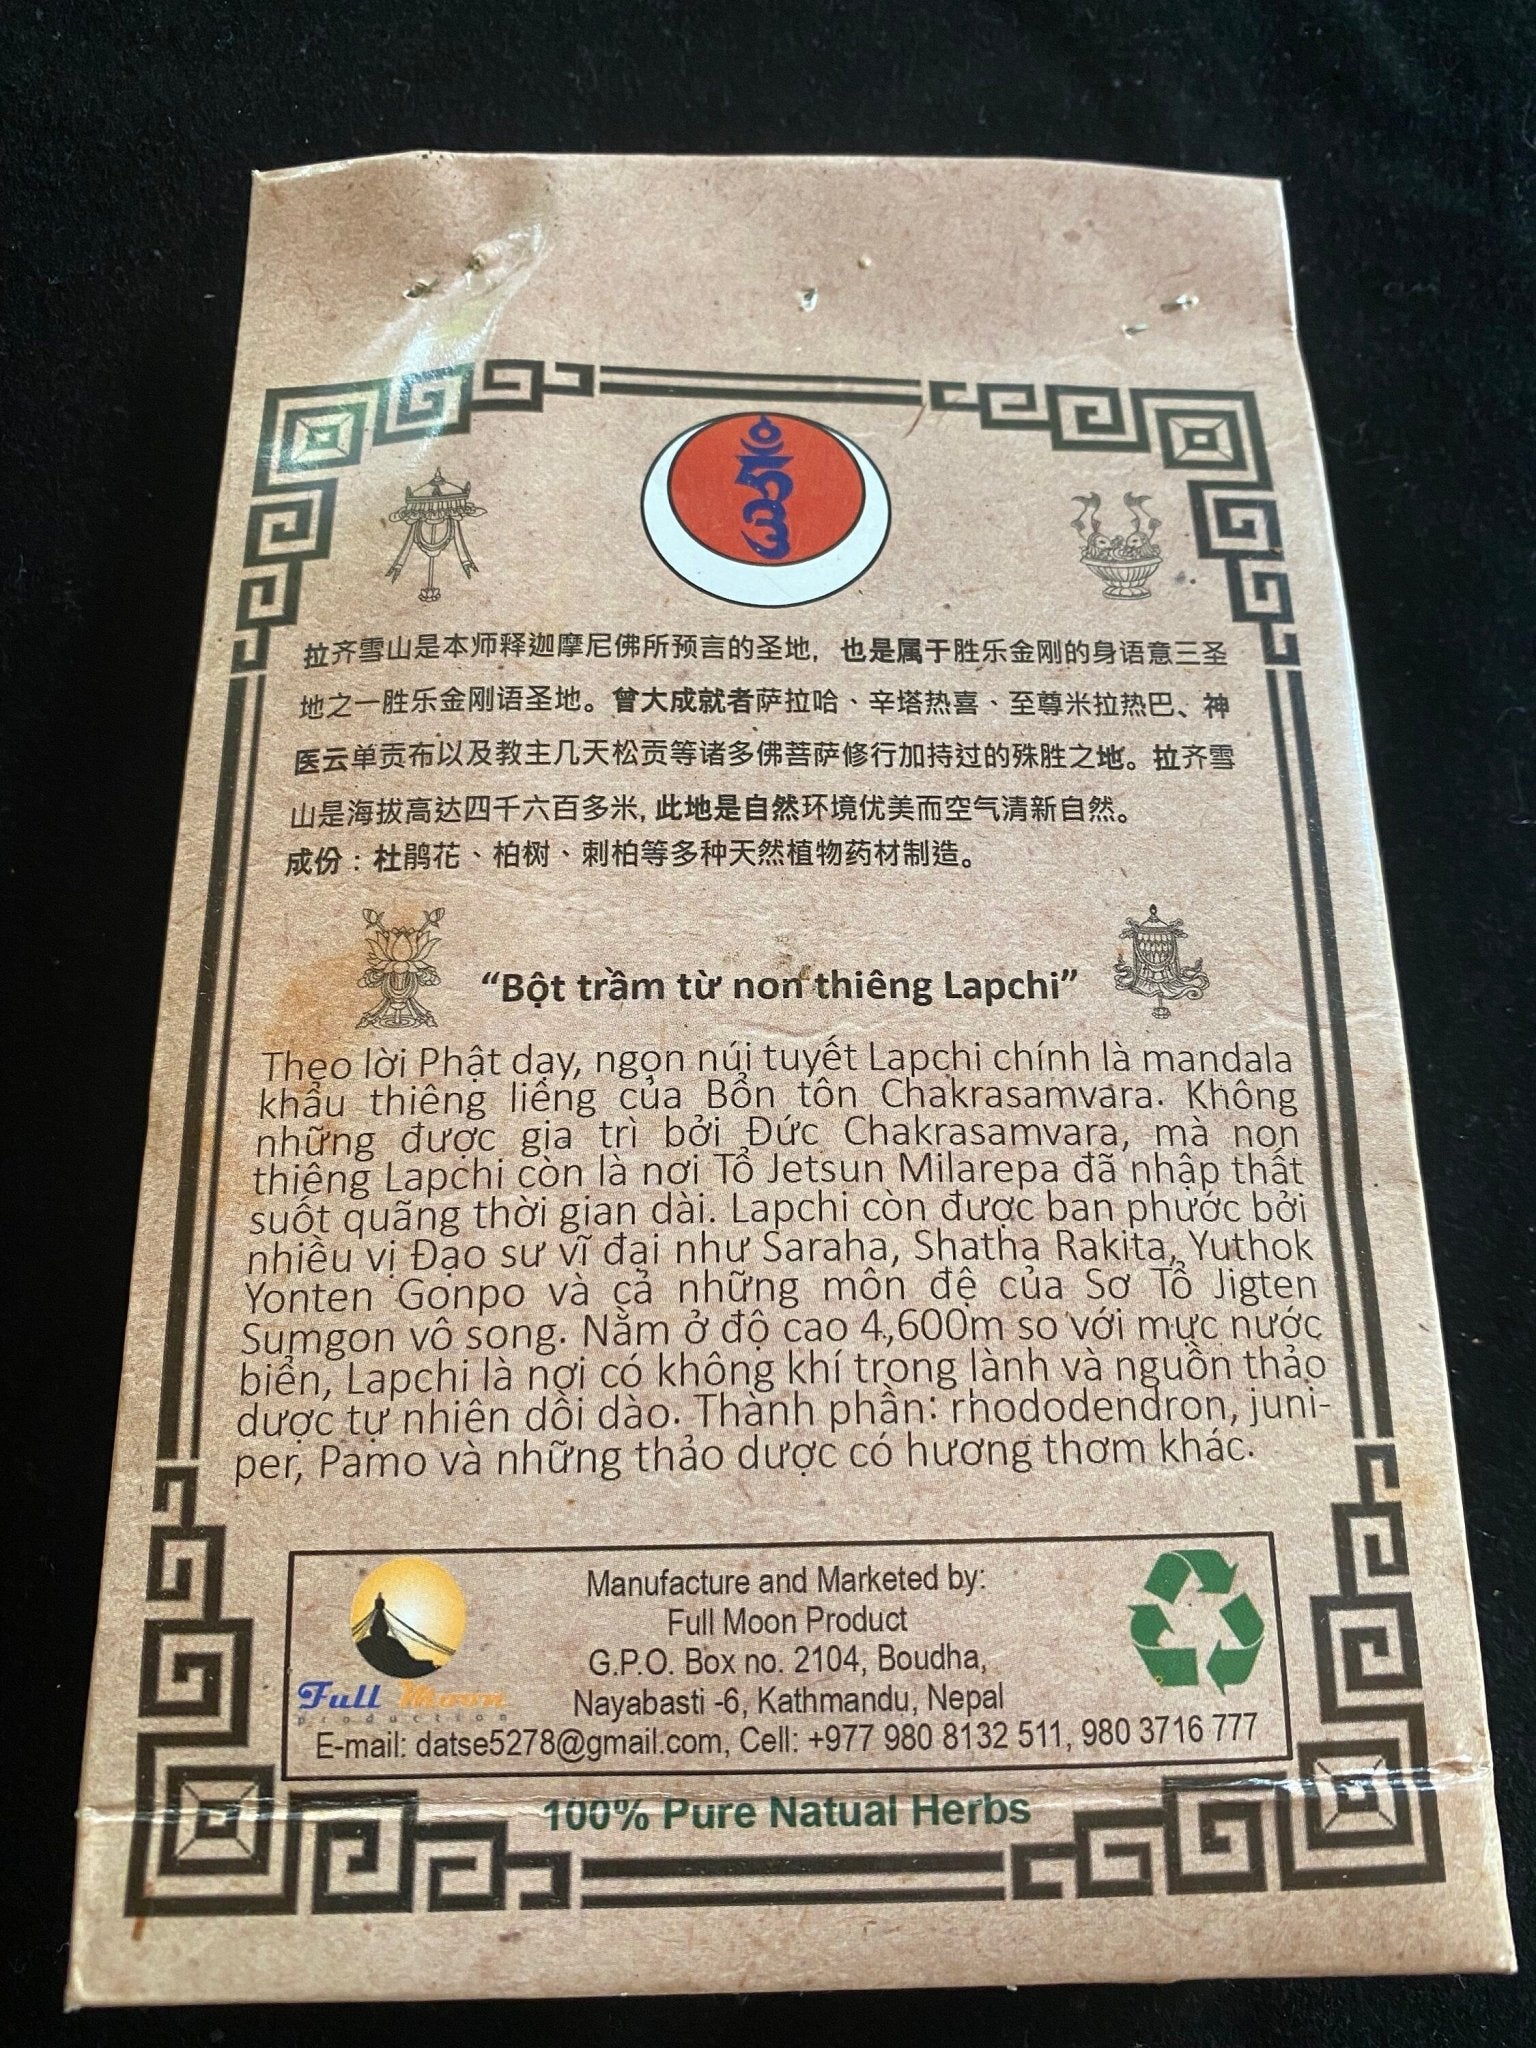 拉齐雪山是本师释迦摩尼佛所预言的圣地，也是属于胜乐金刚的身语意三圣
地之一胜乐金刚语圣地。曾大成就者萨拉哈、辛塔热喜、至尊米拉热巴、神
医云单贡布以及教主几天松贡等诸多佛菩萨修行加持过的殊胜之地。拉齐雪
山是海拔高达四千六百多米,此地是自然环境优美而空气清新自然。
成份：杜鹃花、柏树、刺柏等多种天然植物药材制造。
“Bột trầm từ non thiêng Lapchi”
Theo lời Phật dạy, ngọn núi tuyết Lapchi chính là mandala
khẩu thiêng liêng của Bổn tôn Chakrasamvara. Không
những được gia trì bởi Đức Chakrasamvara, mà non
thiêng Lapchi còn là nơi Tổ Jetsun Milarepa đã nhập thất
suốt quãng thời gian dài. Lapchi còn được ban phước bởi
nhiều vị Đạo sư vĩ đại như Saraha, Shatha Rakita, Yuthok
Yonten Gonpo và cả những môn đệ của Sơ Tổ Jigten
Sumgon vô song. Nằm ở độ cao 4,600m so với mực nước
biển, Lapchi là nơi có không khí trong lành và nguồn thảo
dược tự nhiên dồi dào. Thành phần: rhododendron, juni-
per, Pamo và những thảo dược có hương thơm khác.
Manufacture and Marketed by:
Full Moon Product
G.P.O. Box no. 2104, Boudha,
Nayabasti -6, Kathmandu, Nepal
Full Moon
production
E-mail: datse5278@gmail.com, Cell: +977 980 8132 511, 980 3716 777
100% Pure Natual Herbs